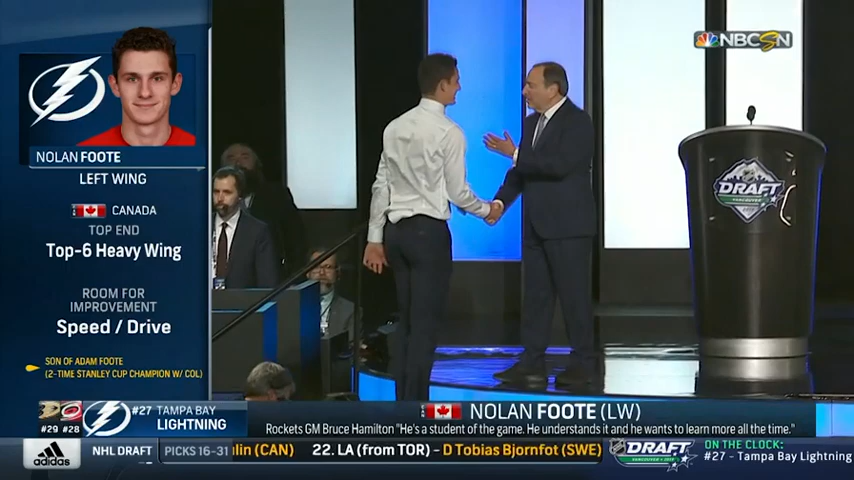 NBCSN
NOLAN FOOTE
LEFT WING
CANADA
TOP END
Top-6 Heavy Wing
ROOM FOR
IMPROVEMENT
Speed / Drive
SON OF ADAM FOOTE
(2-TIME STANLEY CUP CHAMPION W/ COL)
DRAFT
VANCOUVER
#29 #28
#27 TAMPA BAY
LIGHTNING
NOLAN FOOTE (LW)
Rockets GM Bruce Hamilton "He's a student of the game. He understands it and he wants to learn more all the time."
adidas
NHL DRAFT
PICKS 16-31
lin (CAN) 22. LA (from TOR) - D Tobias Bjornfot (SWE)
DRAFT
VANCOUVER
ON THE CLOCK:
#27 - Tampa Bay Lightning